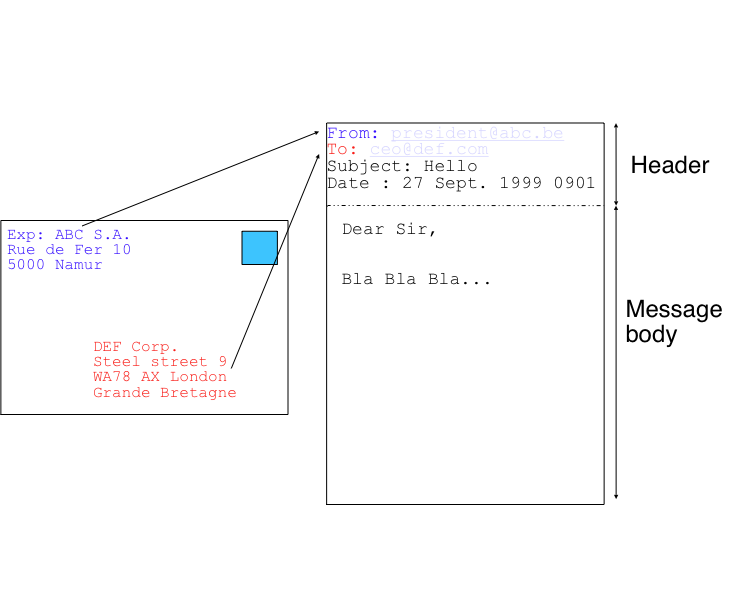 Exp: ABC S.A.
Rue de Fer 10
5000 Namur
DEF Corp.
Steel street 9
WA78 AX London
Grande Bretagne
From: president@abc.be
To: ceo@def.com
Subject: Hello
Date : 27 Sept. 1999 0901
Dear Sir,
Bla Bla Bla...
Header
Message
body